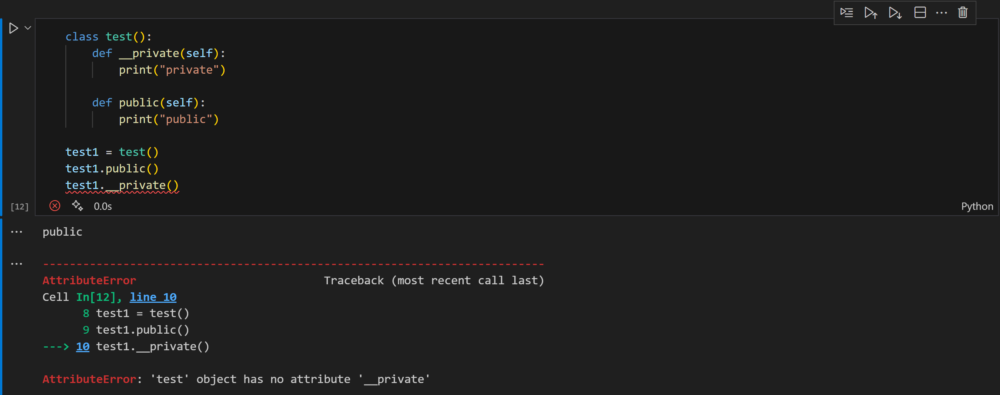 class test():
    def __private(self):
        print("private")

    def public(self):
        print("public")

test1 = test()
test1.public()
test1.__private()
[12] 0.0s Python
public
---------------------------------------------------------------------------
AttributeError                            Traceback (most recent call last)
Cell In[12], line 10
      8 test1 = test()
      9 test1.public()
---> 10 test1.__private()

AttributeError: 'test' object has no attribute '__private'